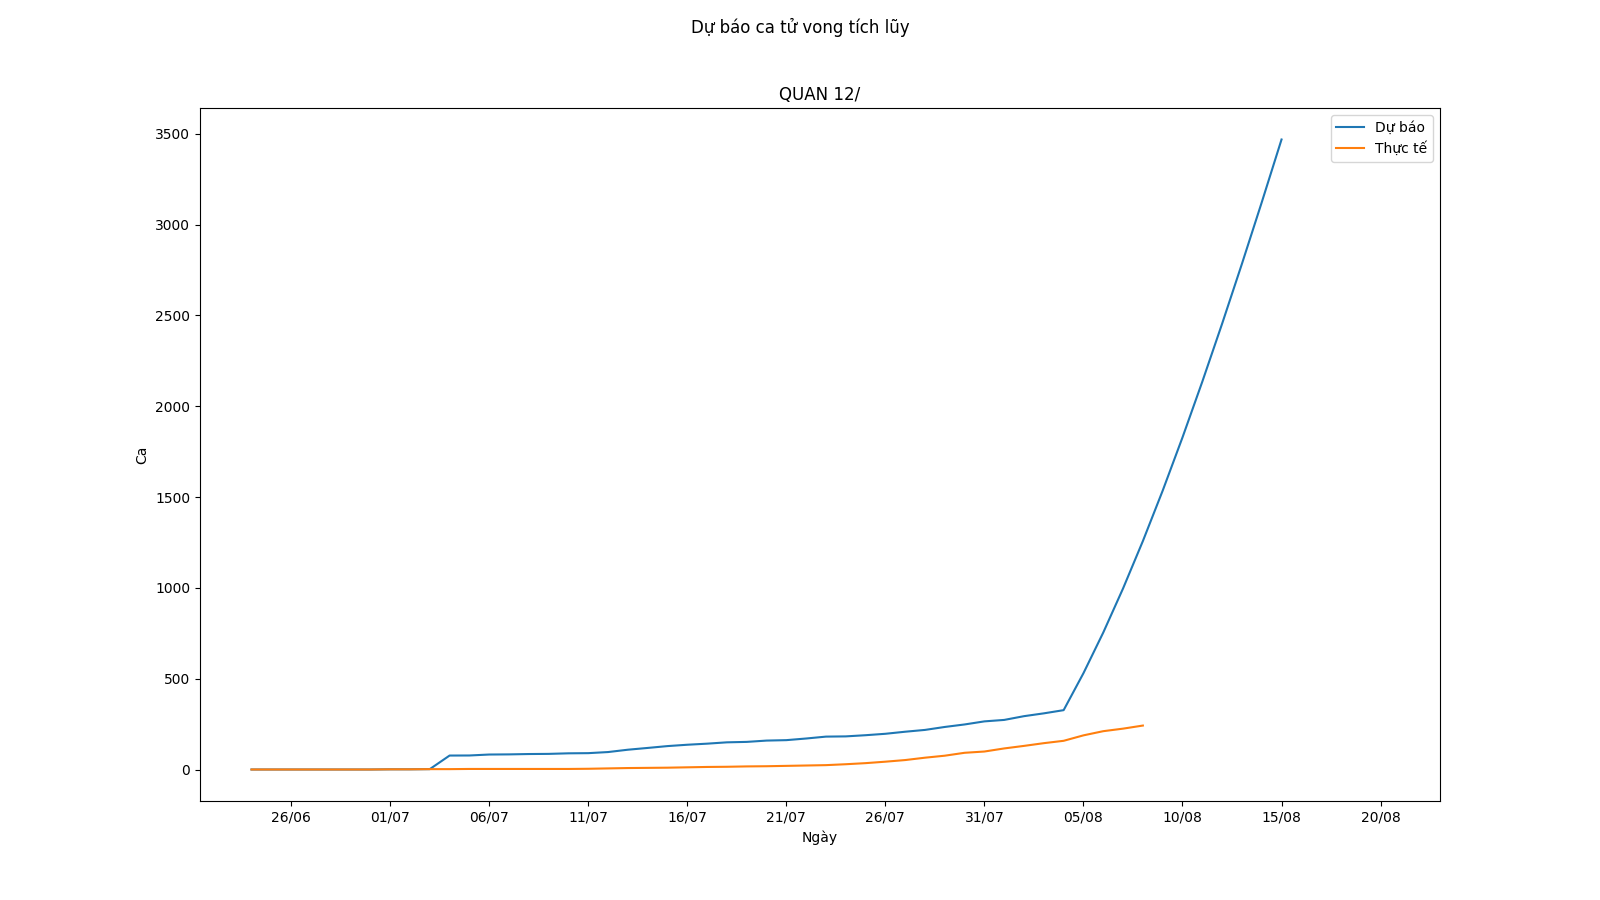 Dự báo ca tử vong tích lũy
QUAN 12/
Dự báo
Thực tế
3500
3000
2500
2000
1500
1000
500
0
Ca
26/06 01/07 06/07 11/07 16/07 21/07 26/07 31/07 05/08 10/08 15/08 20/08
Ngày